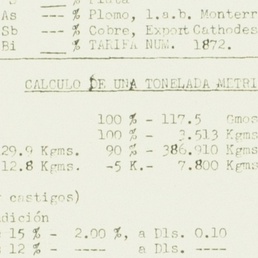 As --- % Plomo, l.a.b. Monterr
Sb --- % Cobre, Export Cathodes
Bi % TARIFA NUM. 1872.
CALCULO DE UNA TONELADA METRI
100 % - 117.5 Gmos
100 % - 3.513 Kgms
29.9 Kgms. 90 % - 386.910 Kgms
12.8 Kgms. -5 K.- 7.800 Kgms
castigos)
dición
15 % - 2.00 %, a Dls. 0.10
12 % - ---- a Dls. ----